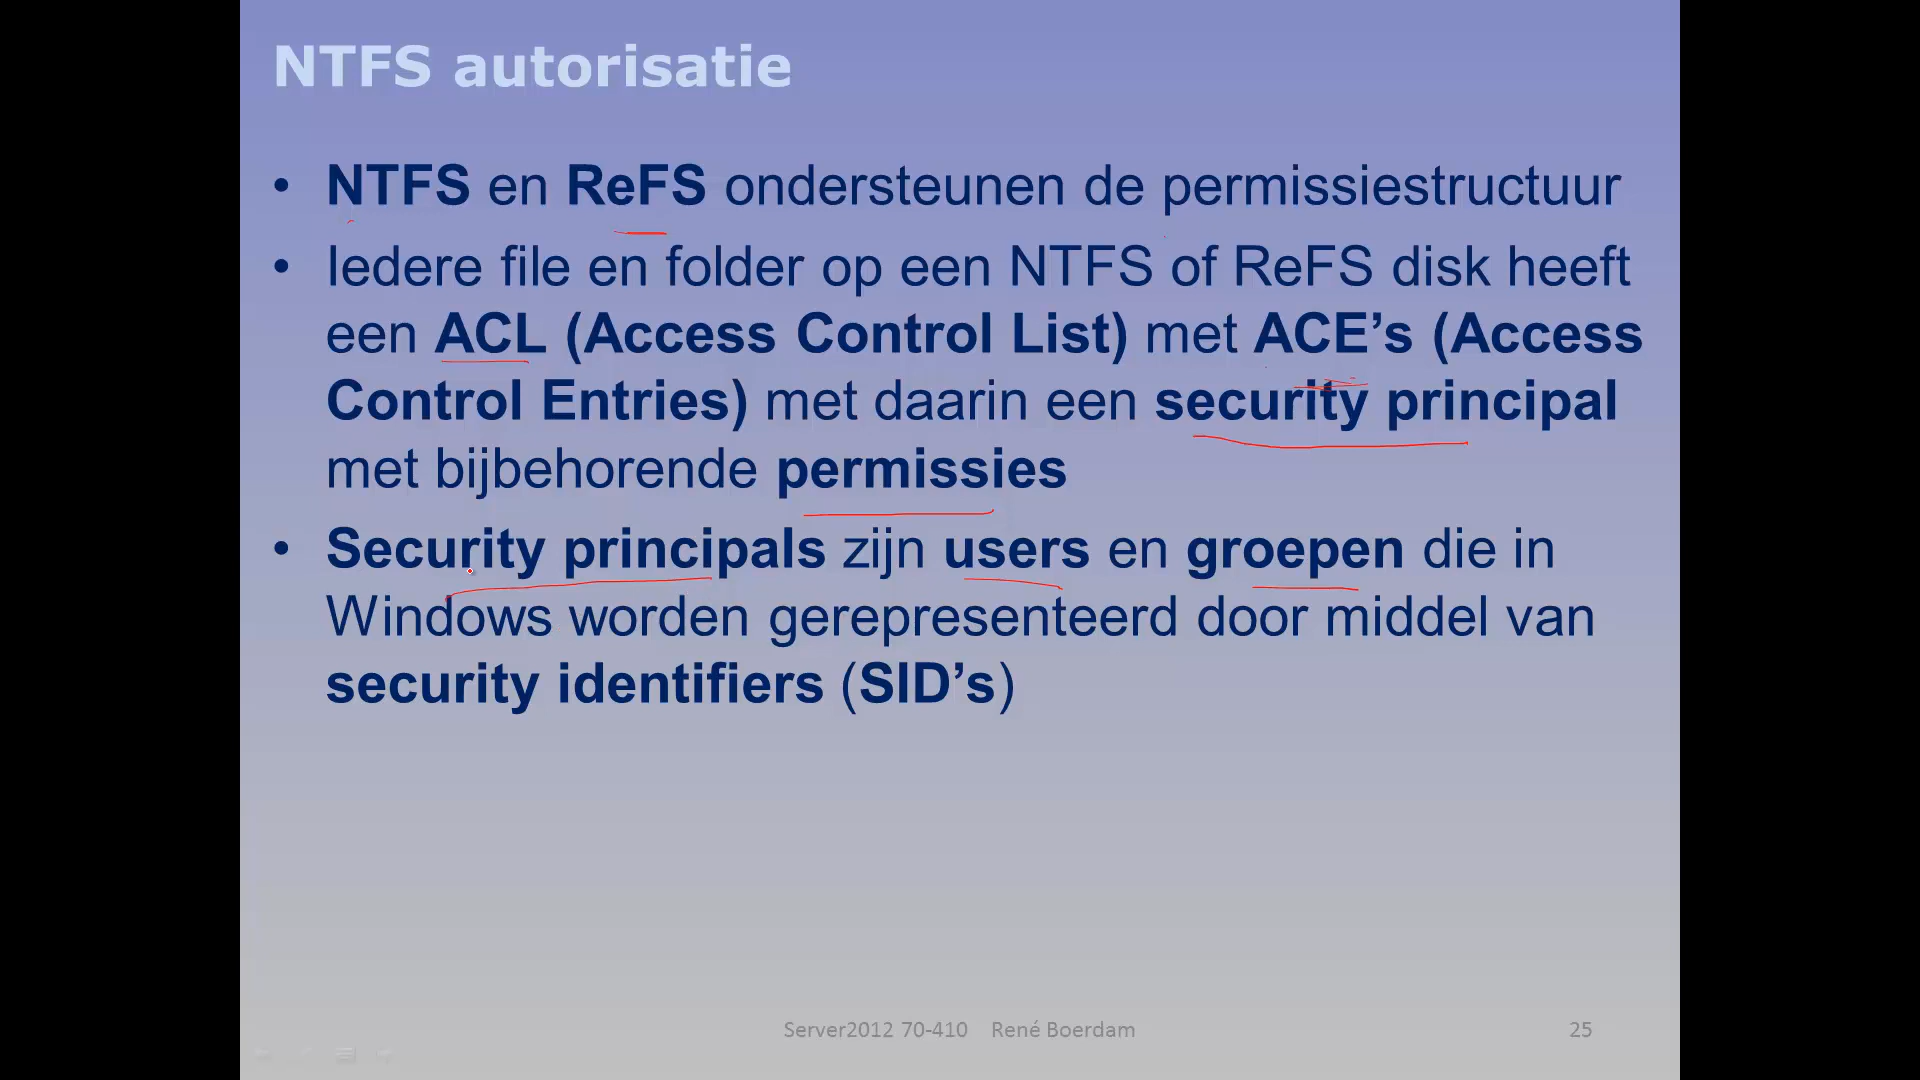 NTFS autorisatie
• NTFS en ReFS ondersteunen de permissiestructuur
• Iedere file en folder op een NTFS of ReFS disk heeft
een ACL (Access Control List) met ACE’s (Access
Control Entries) met daarin een security principal
met bijbehorende permissies
• Security principals zijn users en groepen die in
Windows worden gerepresenteerd door middel van
security identifiers (SID’s)
Server2012 70-410 René Boerdam
25